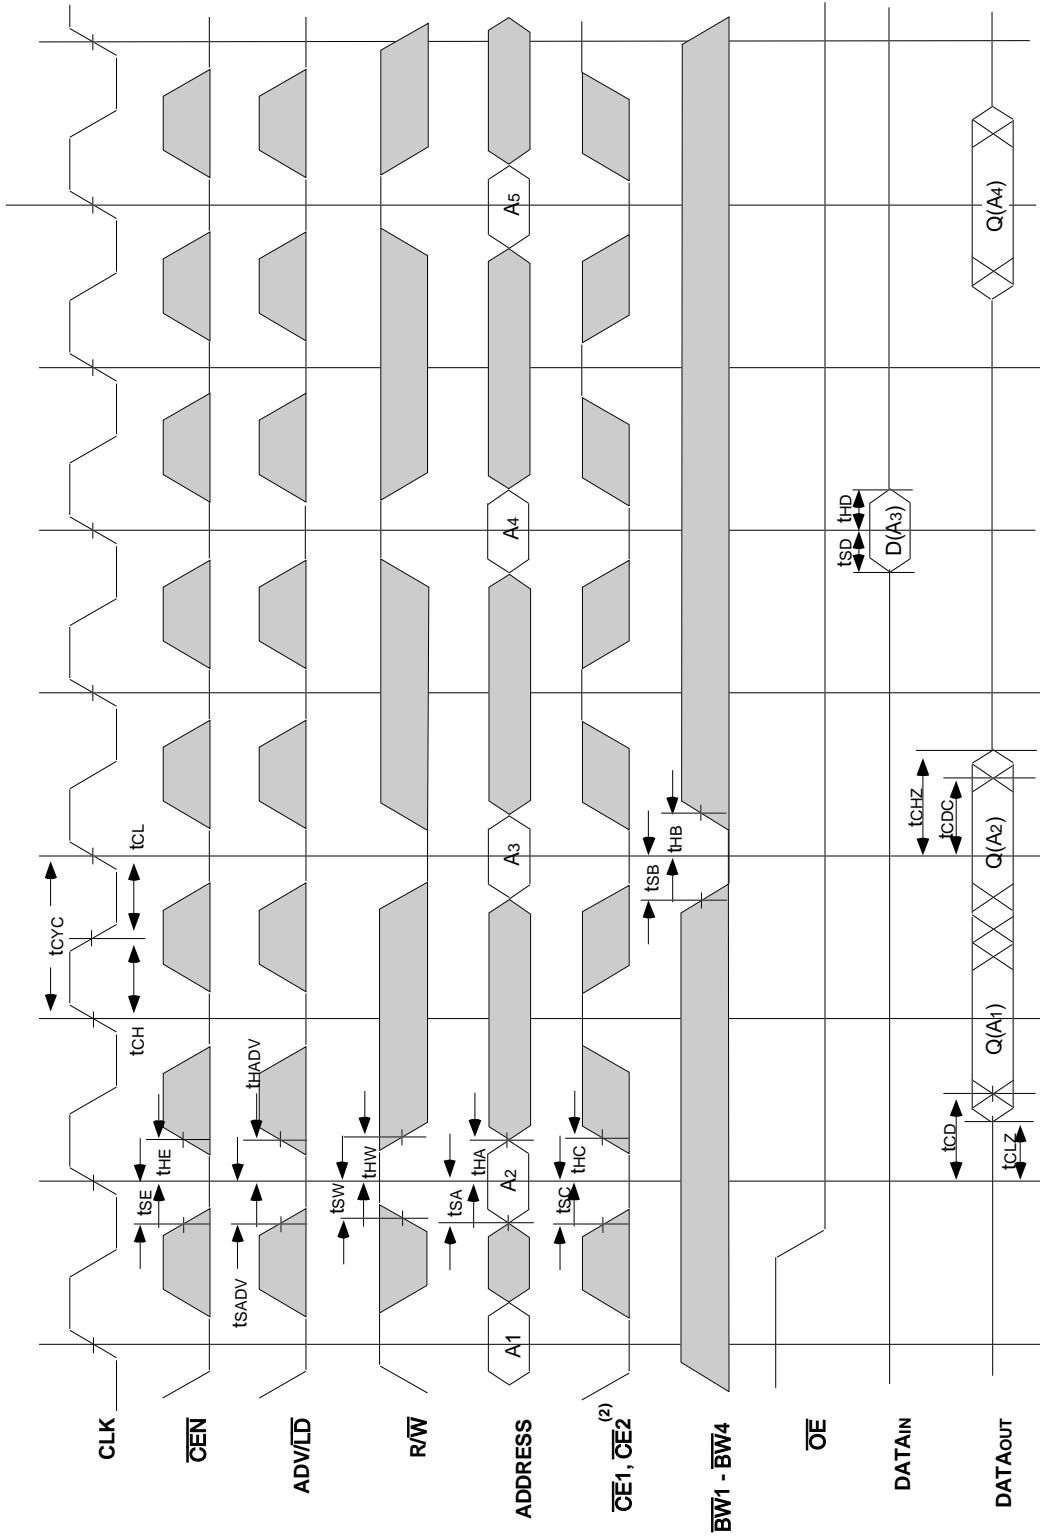 CLK
tCYC
tCH
tCL
CEN
tSE
tHE
ADV/LD
tSADV
tHADV
R/W
tSW
tHW
ADDRESS
A1
A2
A3
A4
A5
tSA
tHA
CE1, CE2 (2)
tSC
tHC
BW1 - BW4
tSB
tHB
OE
DATAIN
D(A3)
tSD
tHD
DATAOUT
tCD
tCLZ
Q(A1)
Q(A2)
tCHZ
tCDC
Q(A4)